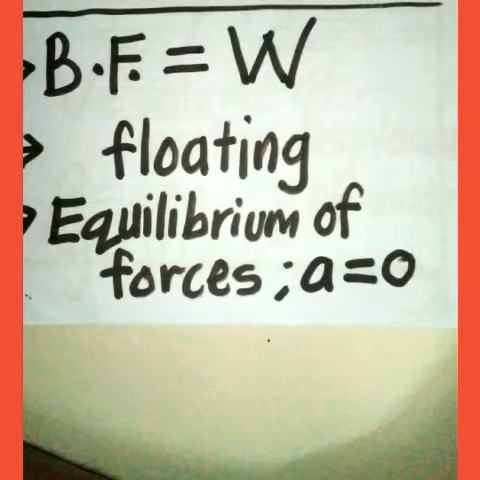 → B.F. = W
→ floating
→ Equilibrium of
forces ; a=0